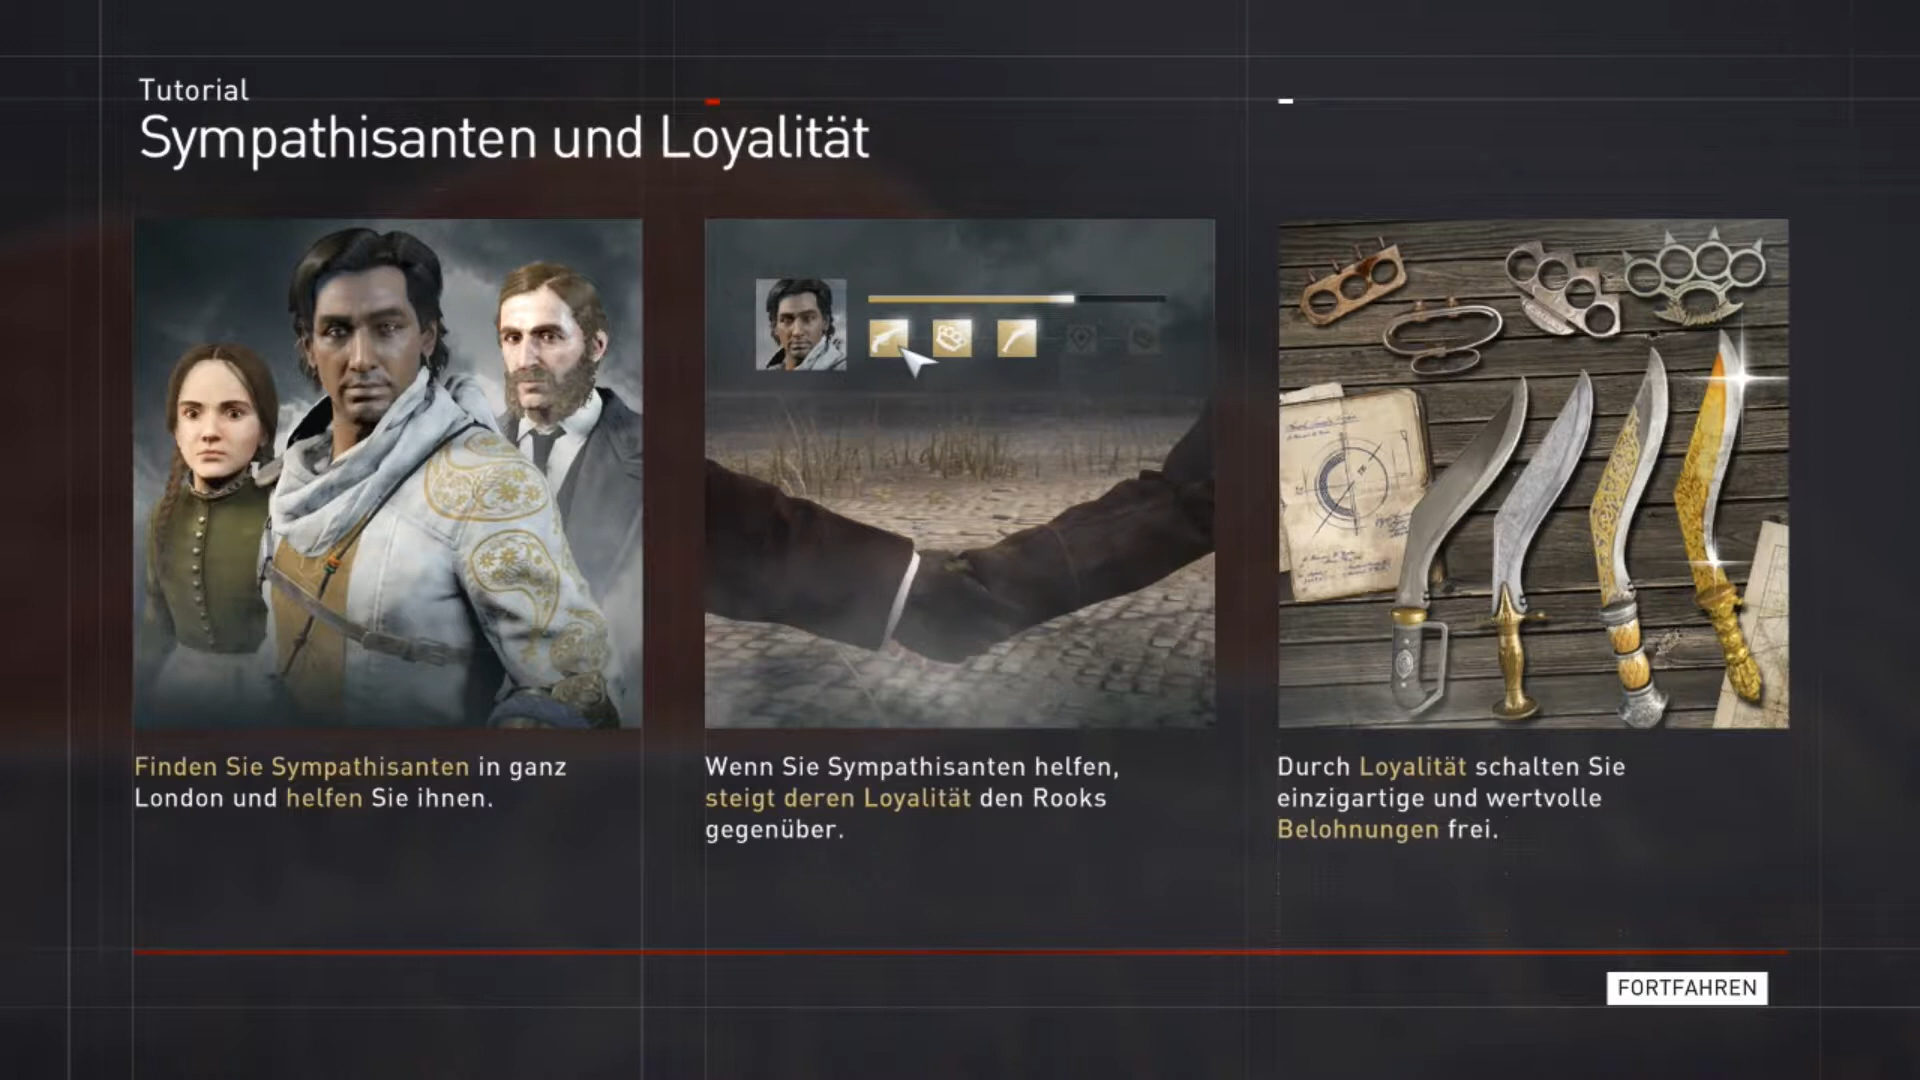 Tutorial
Sympathisanten und Loyalität
Finden Sie Sympathisanten in ganz
London und helfen Sie ihnen.
Wenn Sie Sympathisanten helfen,
steigt deren Loyalität den Rooks
gegenüber.
Durch Loyalität schalten Sie
einzigartige und wertvolle
Belohnungen frei.
FORTFAHREN